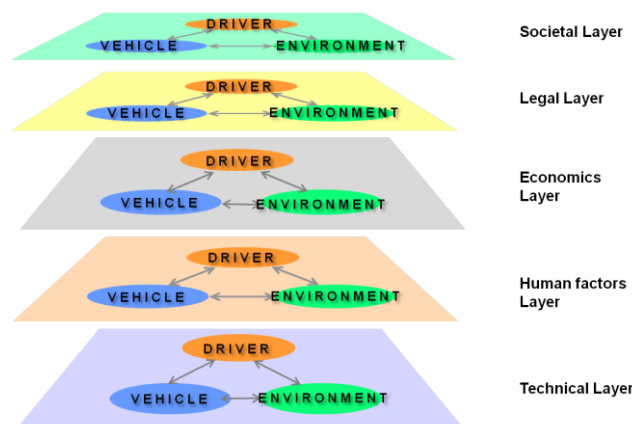 DRIVER
VEHICLE ENVIRONMENT
Societal Layer
DRIVER
VEHICLE ENVIRONMENT
Legal Layer
DRIVER
VEHICLE ENVIRONMENT
Economics
Layer
DRIVER
VEHICLE ENVIRONMENT
Human factors
Layer
DRIVER
VEHICLE ENVIRONMENT
Technical Layer